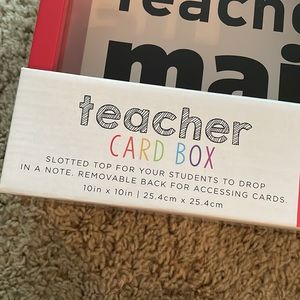 teacher
mai
teacher
CARD BOX
SLOTTED TOP FOR YOUR STUDENTS TO DROP
IN A NOTE. REMOVABLE BACK FOR ACCESSING CARDS.
10in x 10in | 25.4cm x 25.4cm